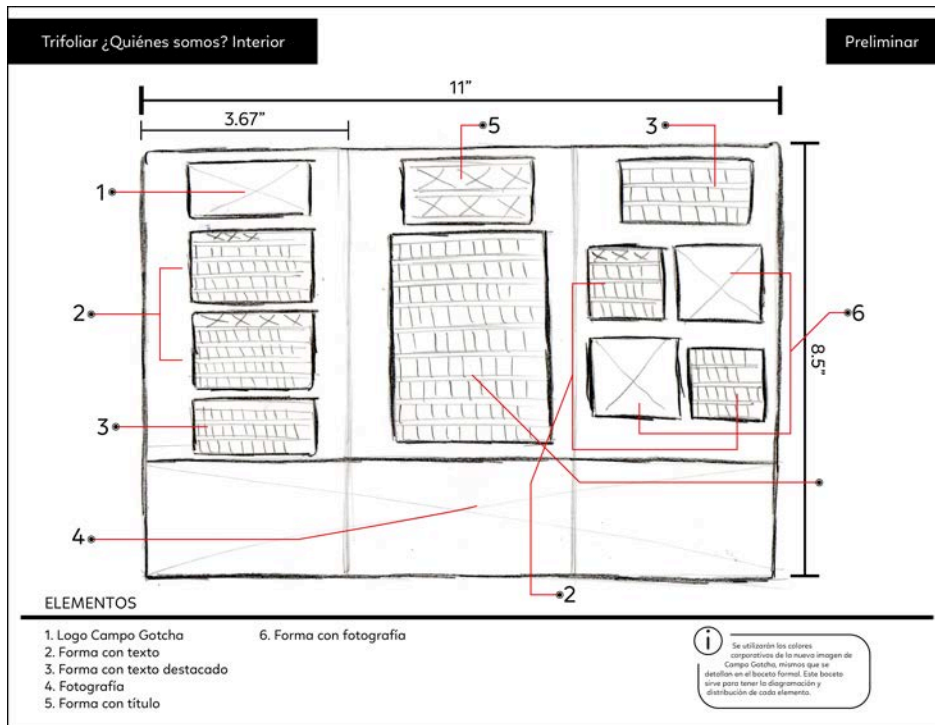 Trifoliar ¿Quiénes somos? Interior
Preliminar
11”
3.67”
5
3
1
2
6
8.5”
3
4
2
ELEMENTOS
1. Logo Campo Gotcha
2. Forma con texto
3. Forma con texto destacado
4. Fotografía
5. Forma con título
6. Forma con fotografía
i
Se utilizarán los colores
corporativos de la nueva imagen de
Campo Gotcha, mismos que se
detallan en el boceto formal. Este boceto
sirve para tener la diagramación y
distribución de cada elemento.